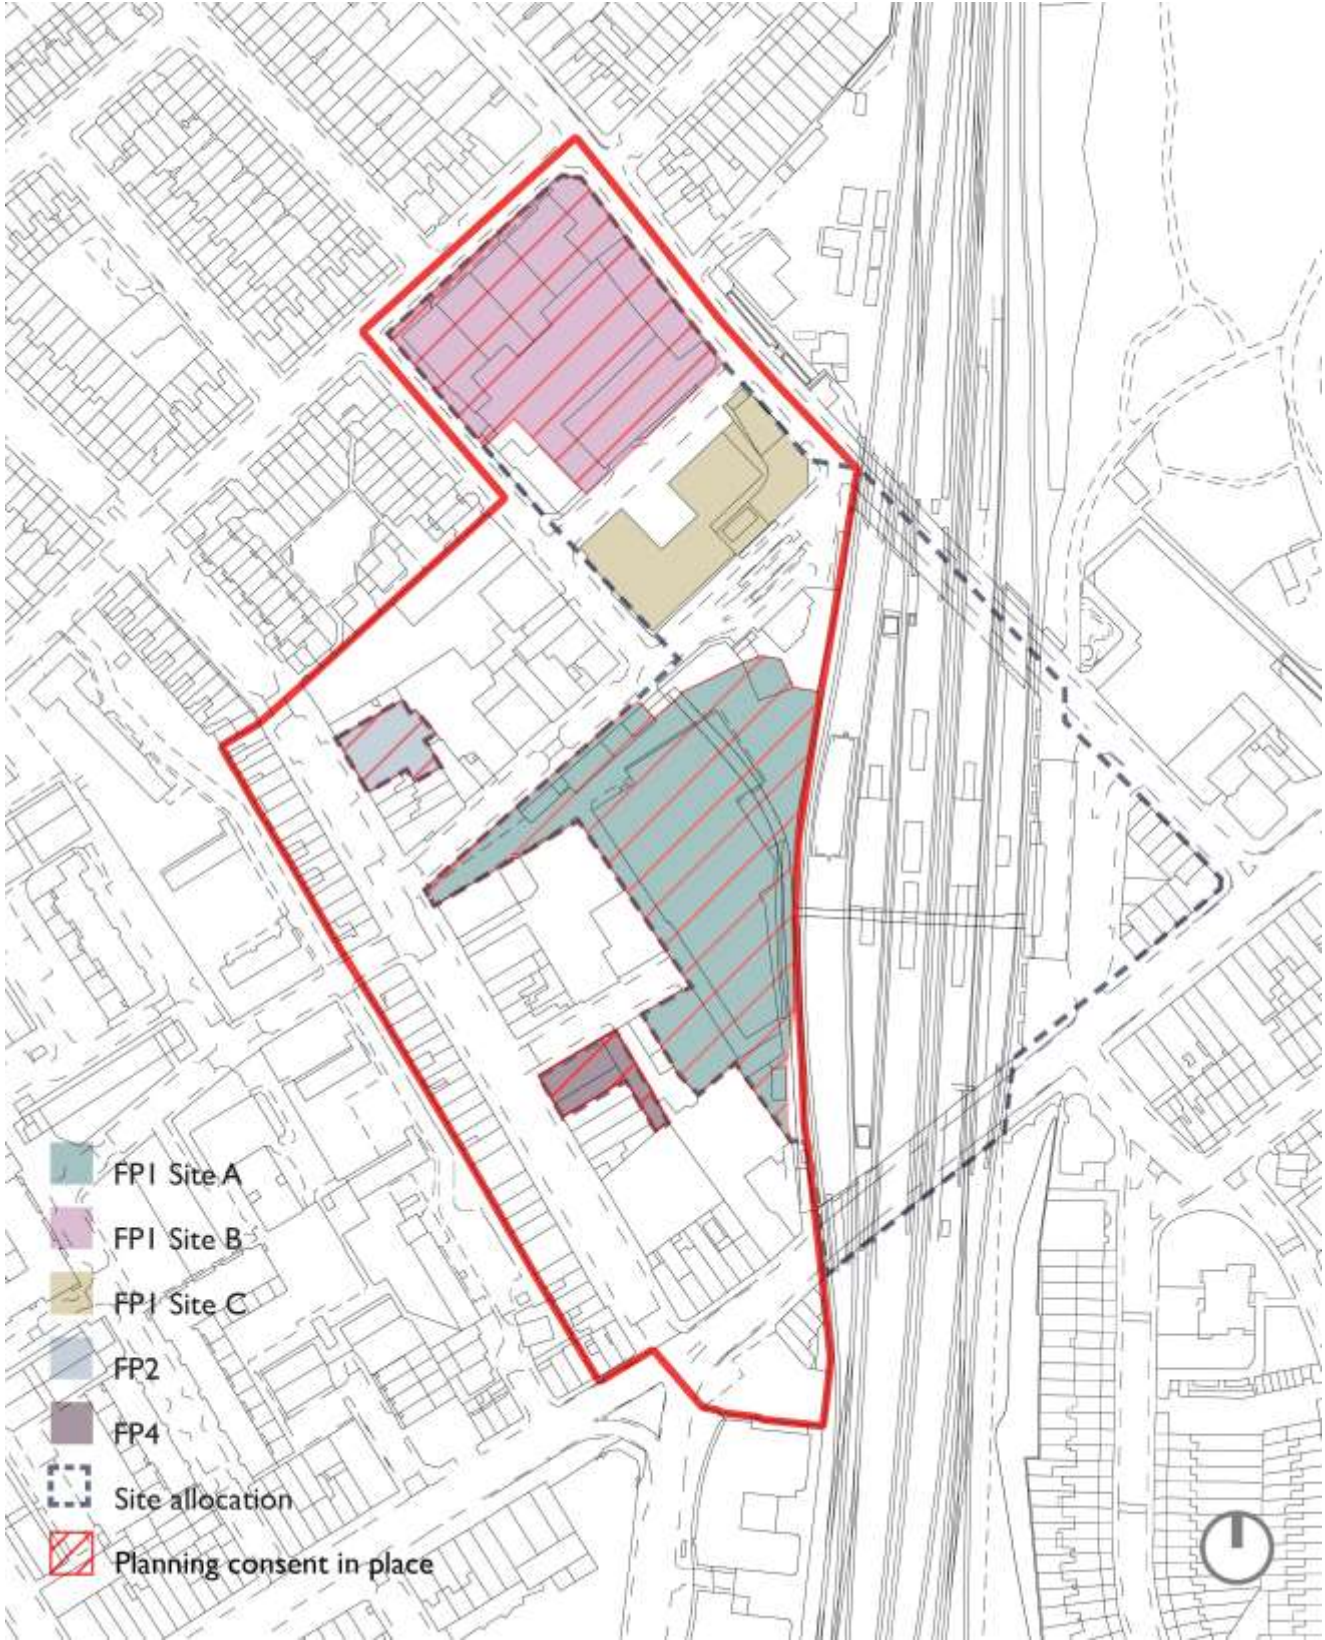 FP1 Site A
FP1 Site B
FP1 Site C
FP2
FP4
Site allocation
Planning consent in place